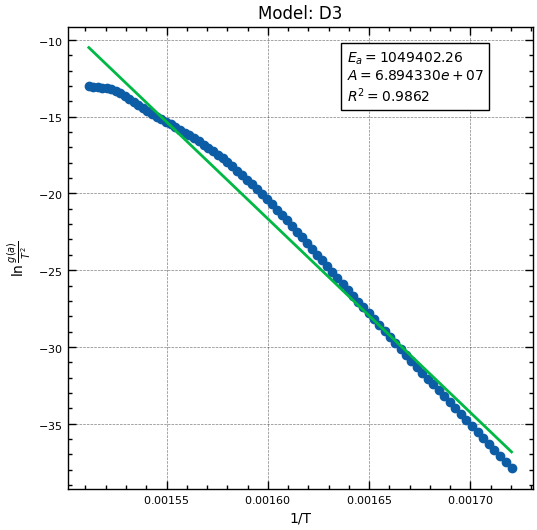 Model: D3
E_a = 1049402.26
A = 6.894330e + 07
R² = 0.9862
−10
−15
−20
−25
−30
−35
ln g(a)/T²
0.00155 0.00160 0.00165 0.00170
1/T